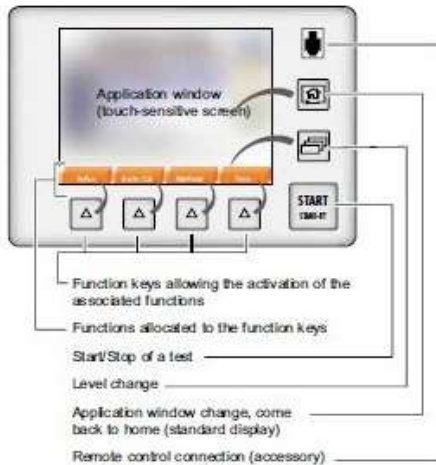 Application window
(touch-sensitive screen)
START
STAND-BY
Function keys allowing the activation of the
associated functions
Functions allocated to the function keys
Start/Stop of a test
Level change
Application window change, come
back to home (standard display)
Remote control connection (accessory)